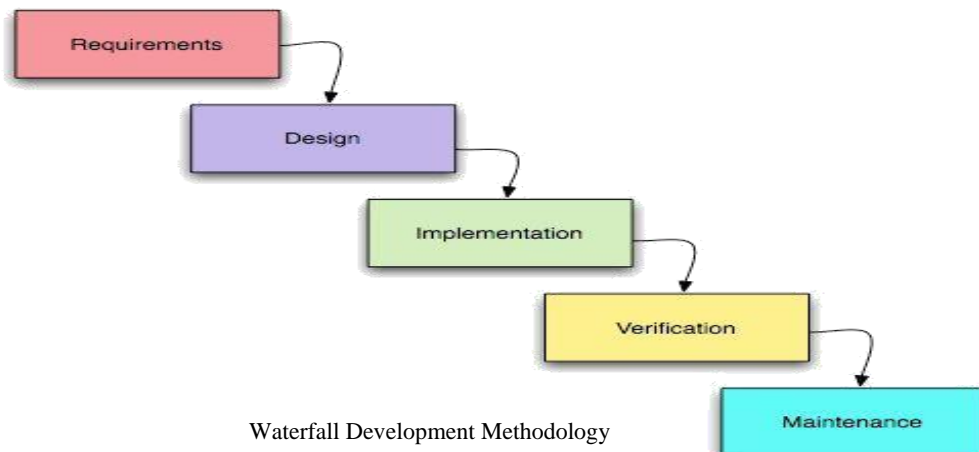 Requirements
Design
Implementation
Verification
Maintenance
Waterfall Development Methodology